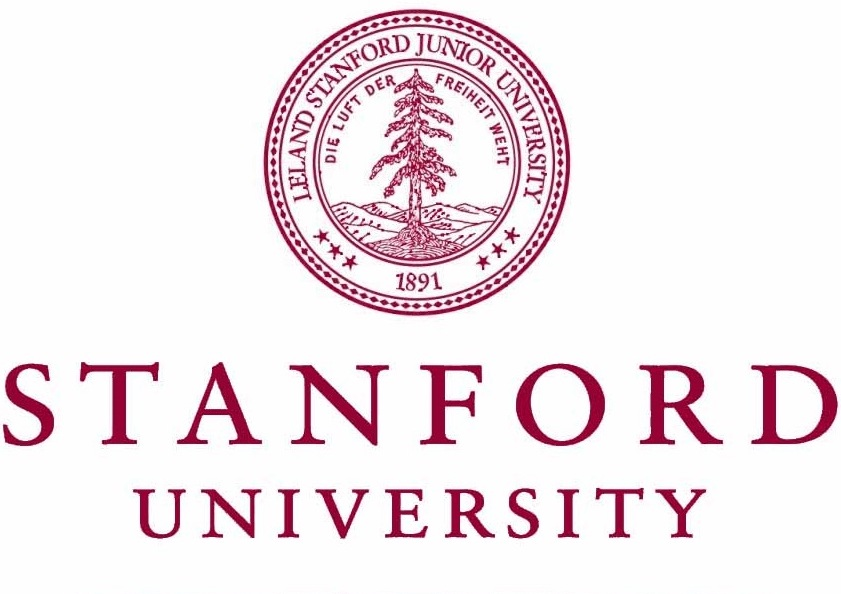 LELAND STANFORD JUNIOR UNIVERSITY
DIE LUFT DER FREIHEIT WEHT
1891
STANFORD
UNIVERSITY